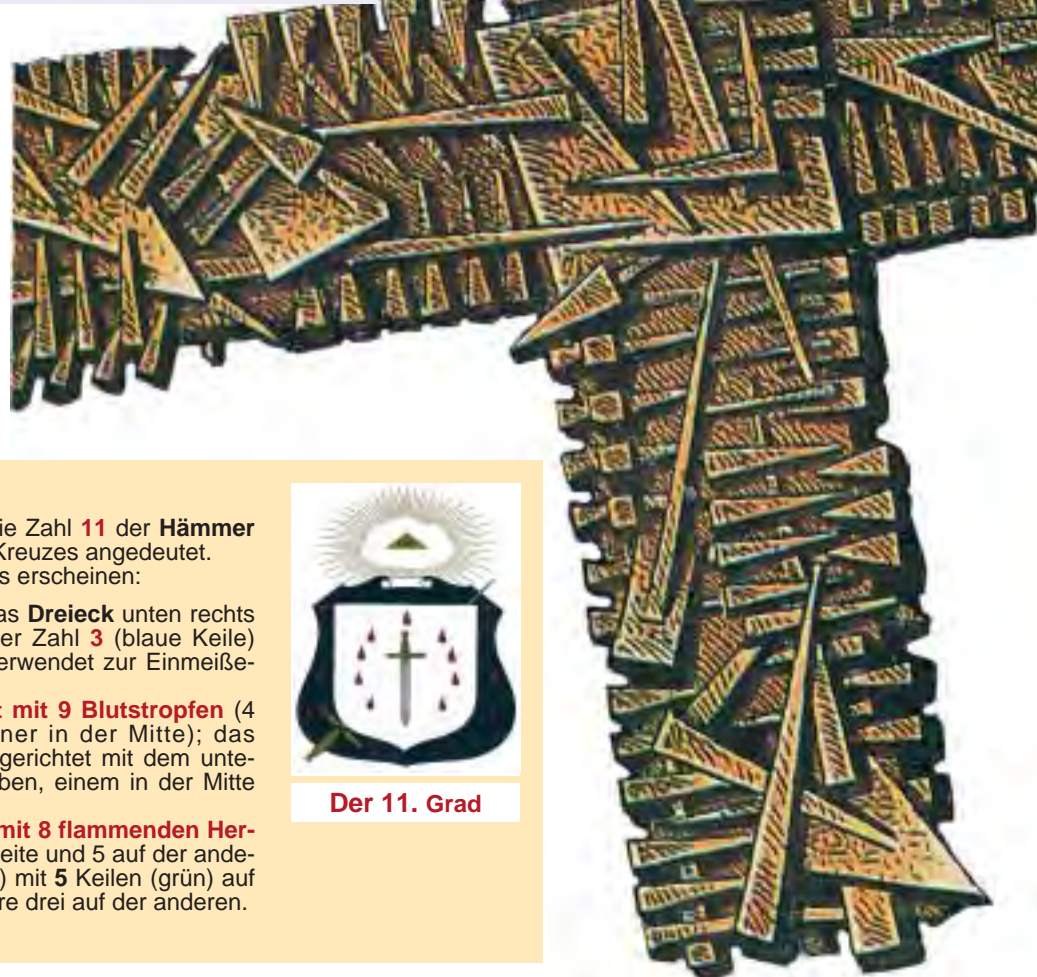 ie Zahl 11 der Hämmer
Kreuzes angedeutet.
s erscheinen:
as Dreieck unten rechts
er Zahl 3 (blaue Keile)
erwendet zur Einmeiße-
mit 9 Blutstropfen (4
ner in der Mitte); das
gerichtet mit dem unte-
ben, einem in der Mitte
mit 8 flammenden Her-
eite und 5 auf der ande-
) mit 5 Keilen (grün) auf
re drei auf der anderen.
Der 11. Grad